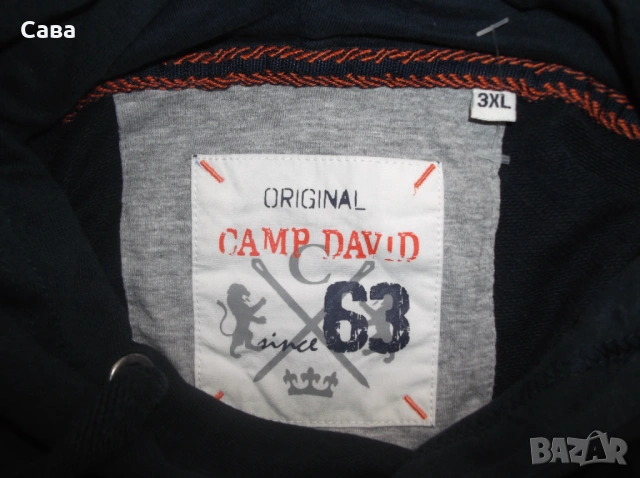 Сава
3XL
ORIGINAL
CAMP DAVID
C
since 63
BAZAR